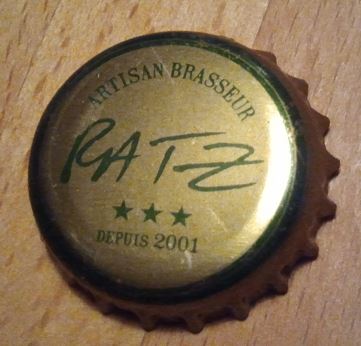 ARTISAN BRASSEUR
RATZ
DEPUIS 2001